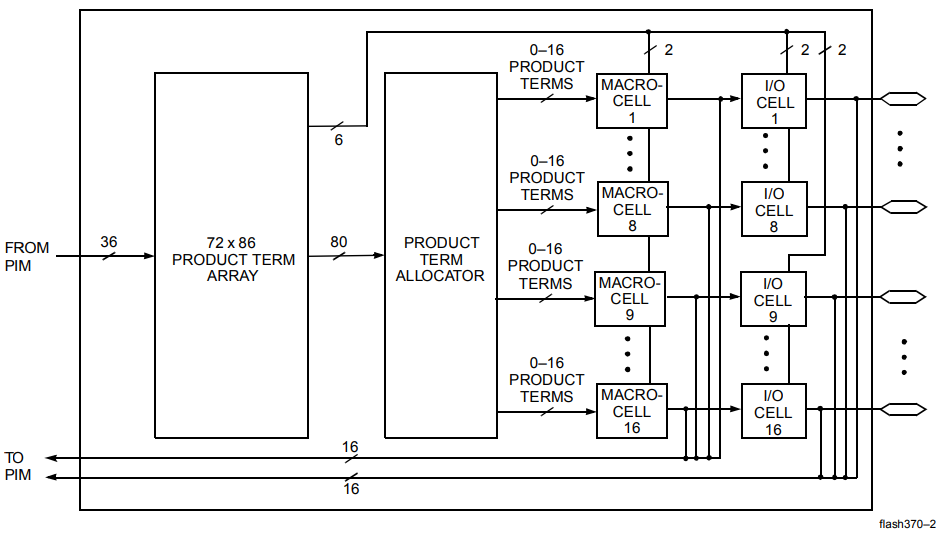 0–16
PRODUCT
TERMS
MACRO-
CELL
1
2
I/O
CELL
1
2
2
6
0–16
PRODUCT
TERMS
MACRO-
CELL
8
I/O
CELL
8
FROM
PIM
36
72 x 86
PRODUCT TERM
ARRAY
80
PRODUCT
TERM
ALLOCATOR
0–16
PRODUCT
TERMS
MACRO-
CELL
9
I/O
CELL
9
0–16
PRODUCT
TERMS
MACRO-
CELL
16
I/O
CELL
16
TO
PIM
16
16
flash370–2